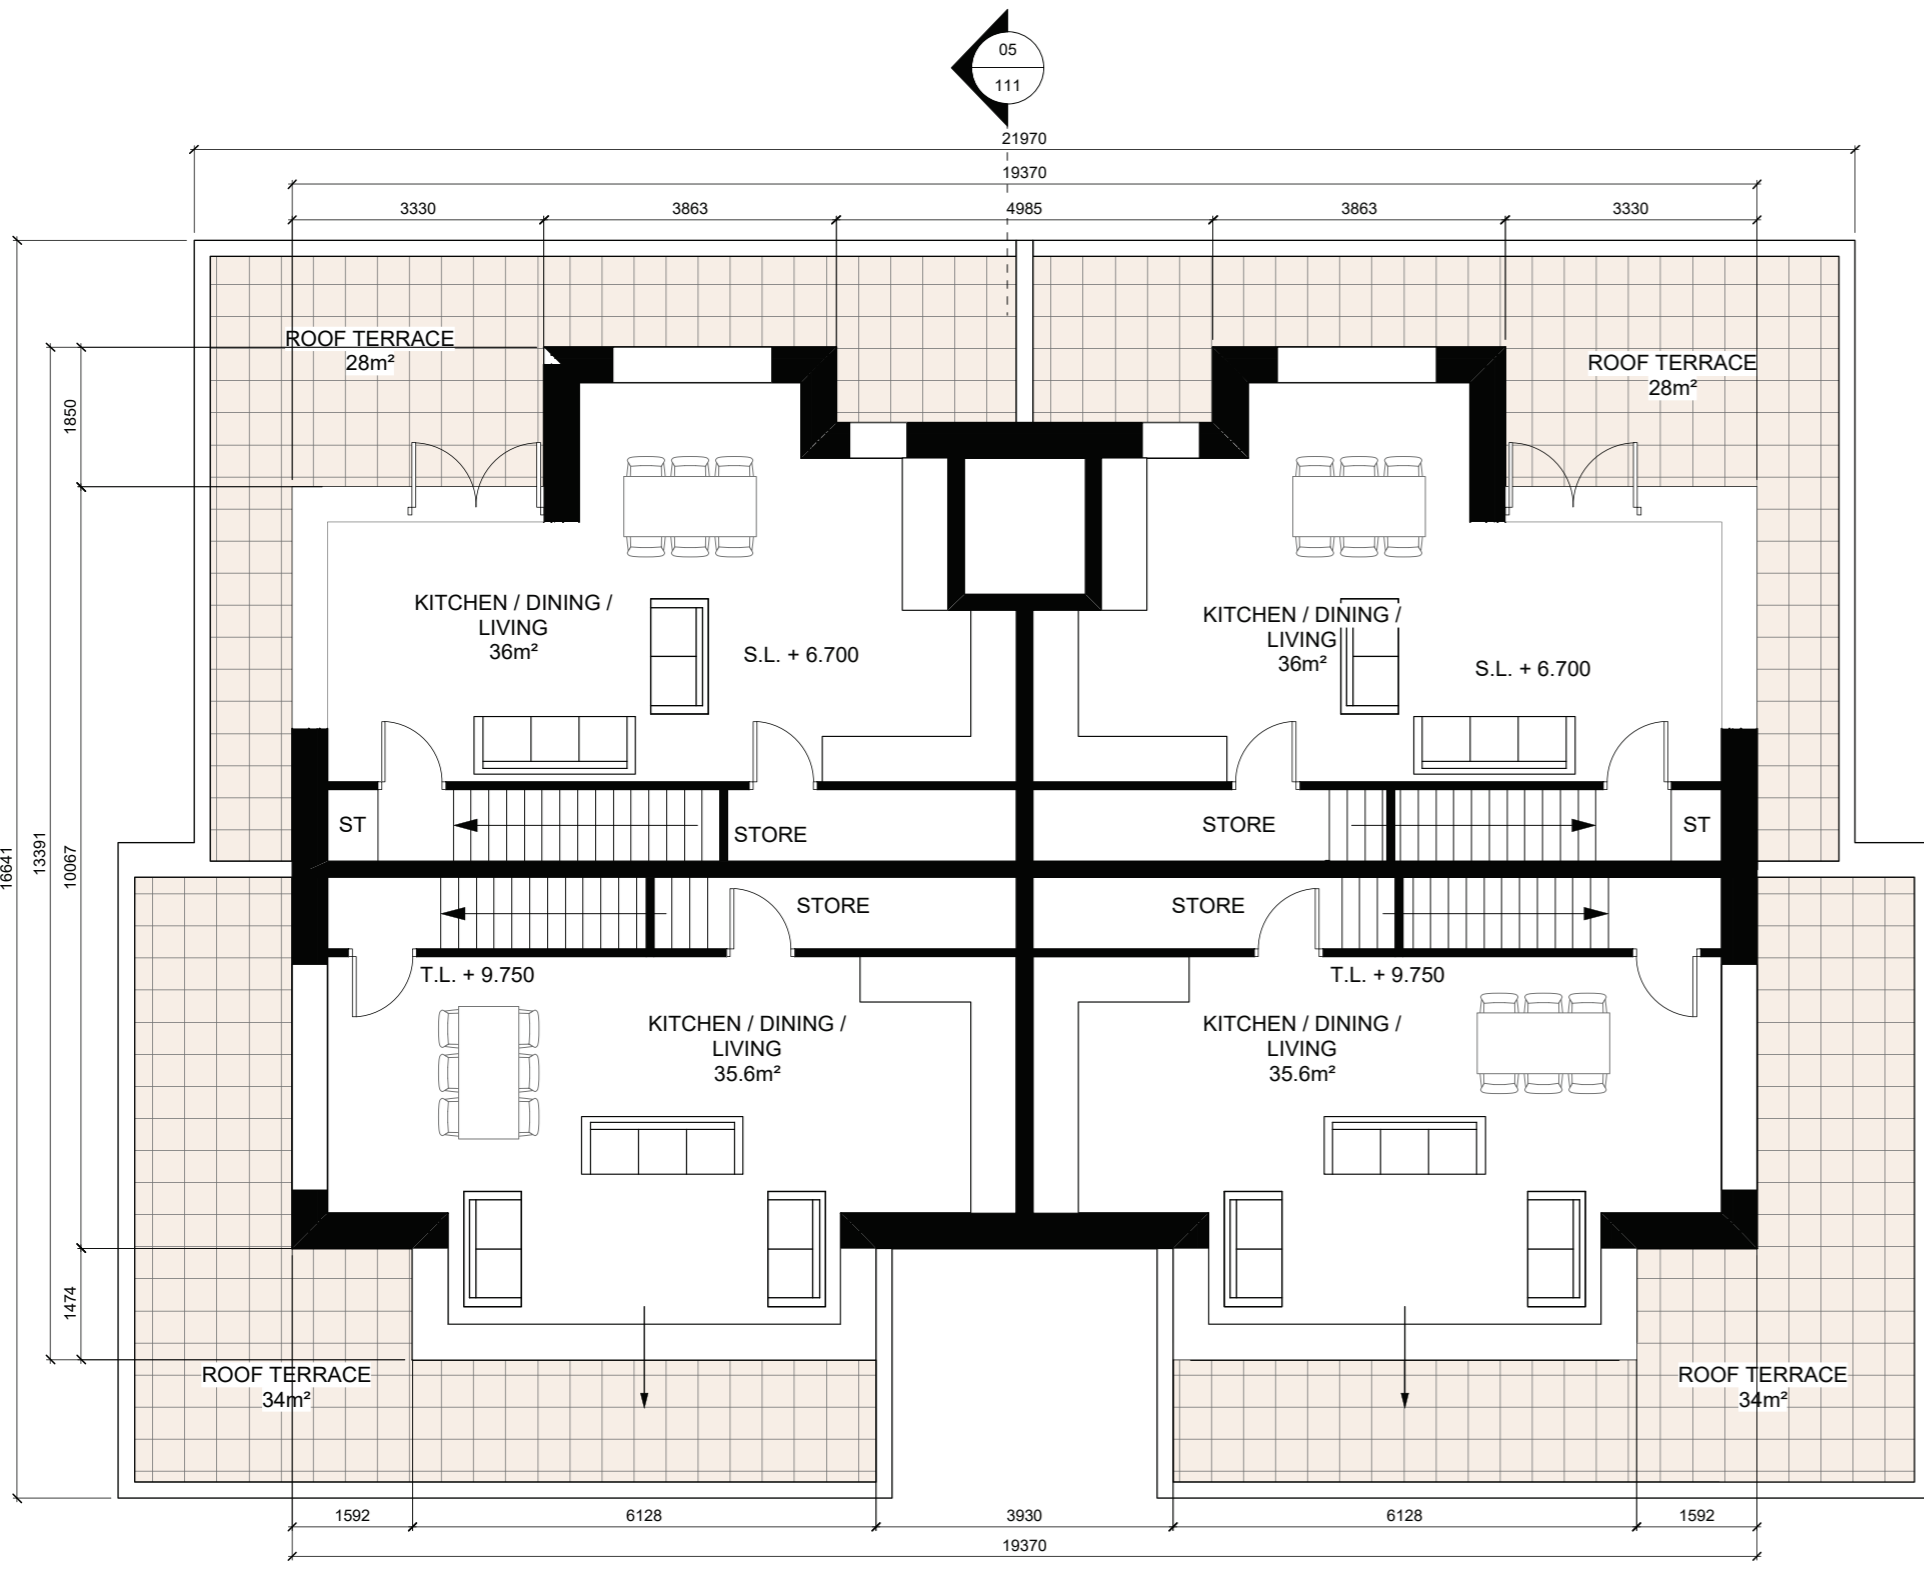 05
111
21970
19370
3330
3863
4985
3863
3330
ROOF TERRACE
28m²
ROOF TERRACE
28m²
1850
KITCHEN / DINING /
LIVING
36m²
S.L. + 6.700
KITCHEN / DINING /
LIVING
36m²
S.L. + 6.700
ST
STORE
STORE
ST
16641
13391
10067
STORE
STORE
T.L. + 9.750
T.L. + 9.750
KITCHEN / DINING /
LIVING
35.6m²
KITCHEN / DINING /
LIVING
35.6m²
1474
ROOF TERRACE
34m²
ROOF TERRACE
34m²
1592
6128
3930
6128
1592
19370